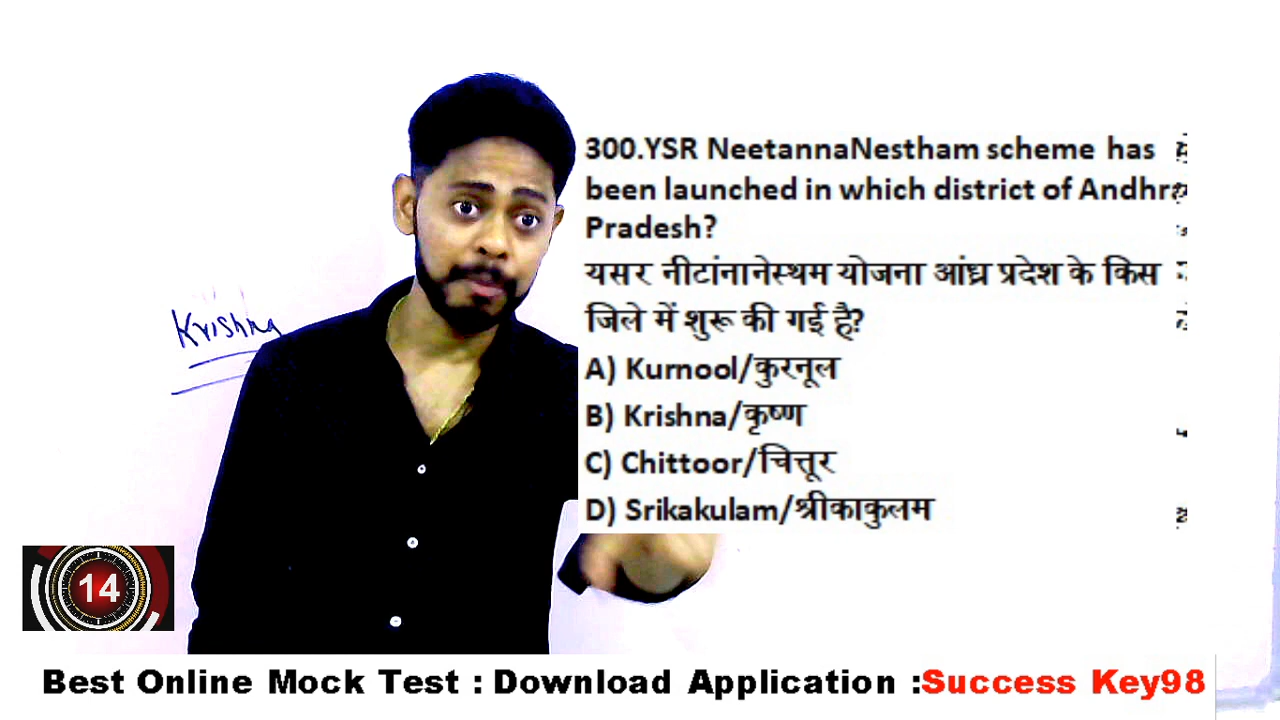 300.YSR NeetannaNestham scheme has
been launched in which district of Andhra
Pradesh?
यसर नीटांनानेस्थम योजना आंध्र प्रदेश के किस
जिले में शुरू की गई है?
A) Kurnool/कुरनूल
B) Krishna/कृष्ण
C) Chittoor/चित्तूर
D) Srikakulam/श्रीकाकुलम
Krishna
14
Best Online Mock Test : Download Application :Success Key98